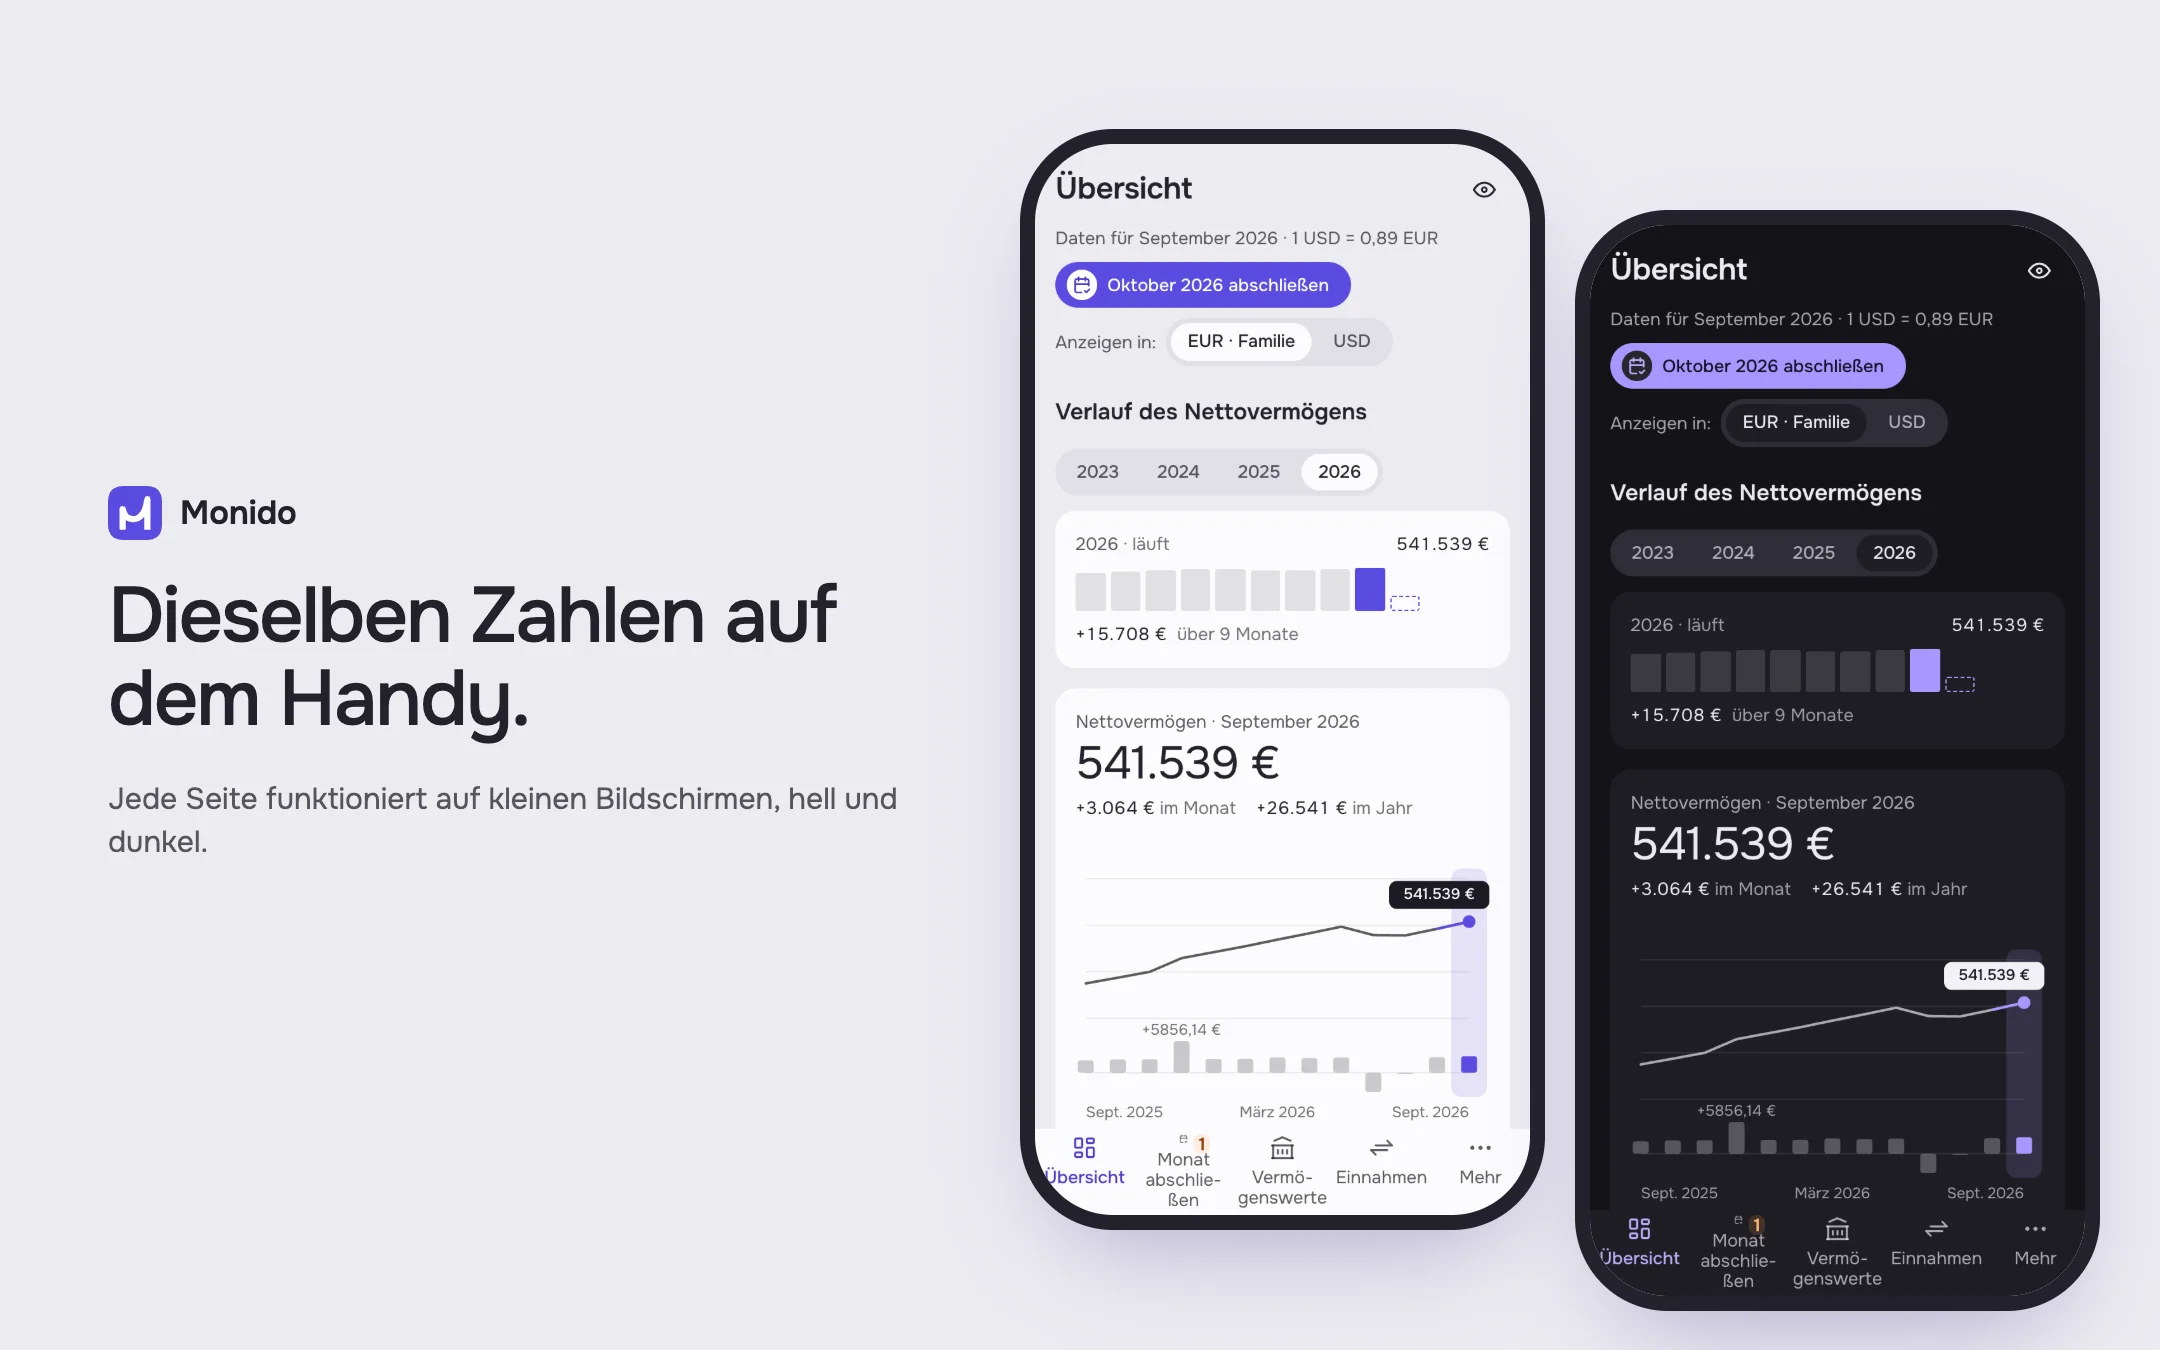 Monido
Dieselben Zahlen auf
dem Handy.
Jede Seite funktioniert auf kleinen Bildschirmen, hell und
dunkel.
Übersicht
Daten für September 2026 · 1 USD = 0,89 EUR
Oktober 2026 abschließen
Anzeigen in: EUR · Familie USD
Verlauf des Nettovermögens
2023 2024 2025 2026
2026 · läuft 541.539 €
+15.708 € über 9 Monate
Nettovermögen · September 2026
541.539 €
+3.064 € im Monat +26.541 € im Jahr
541.539 €
+5856,14 €
Sept. 2025 März 2026 Sept. 2026
1
Übersicht
Monat
abschlie-
ßen
Vermö-
genswerte
Einnahmen
Mehr
Übersicht
Daten für September 2026 · 1 USD = 0,89 EUR
Oktober 2026 abschließen
Anzeigen in: EUR · Familie USD
Verlauf des Nettovermögens
2023 2024 2025 2026
2026 · läuft 541.539 €
+15.708 € über 9 Monate
Nettovermögen · September 2026
541.539 €
+3.064 € im Monat +26.541 € im Jahr
541.539 €
+5856,14 €
Sept. 2025 März 2026 Sept. 2026
1
Übersicht
Monat
abschlie-
ßen
Vermö-
genswerte
Einnahmen
Mehr